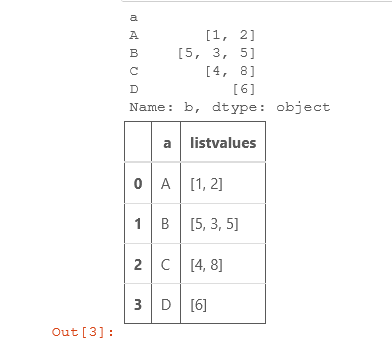 a
A [1, 2]
B [5, 3, 5]
C [4, 8]
D [6]
Name: b, dtype: object
a listvalues
0 A [1, 2]
1 B [5, 3, 5]
2 C [4, 8]
3 D [6]
Out[3]: